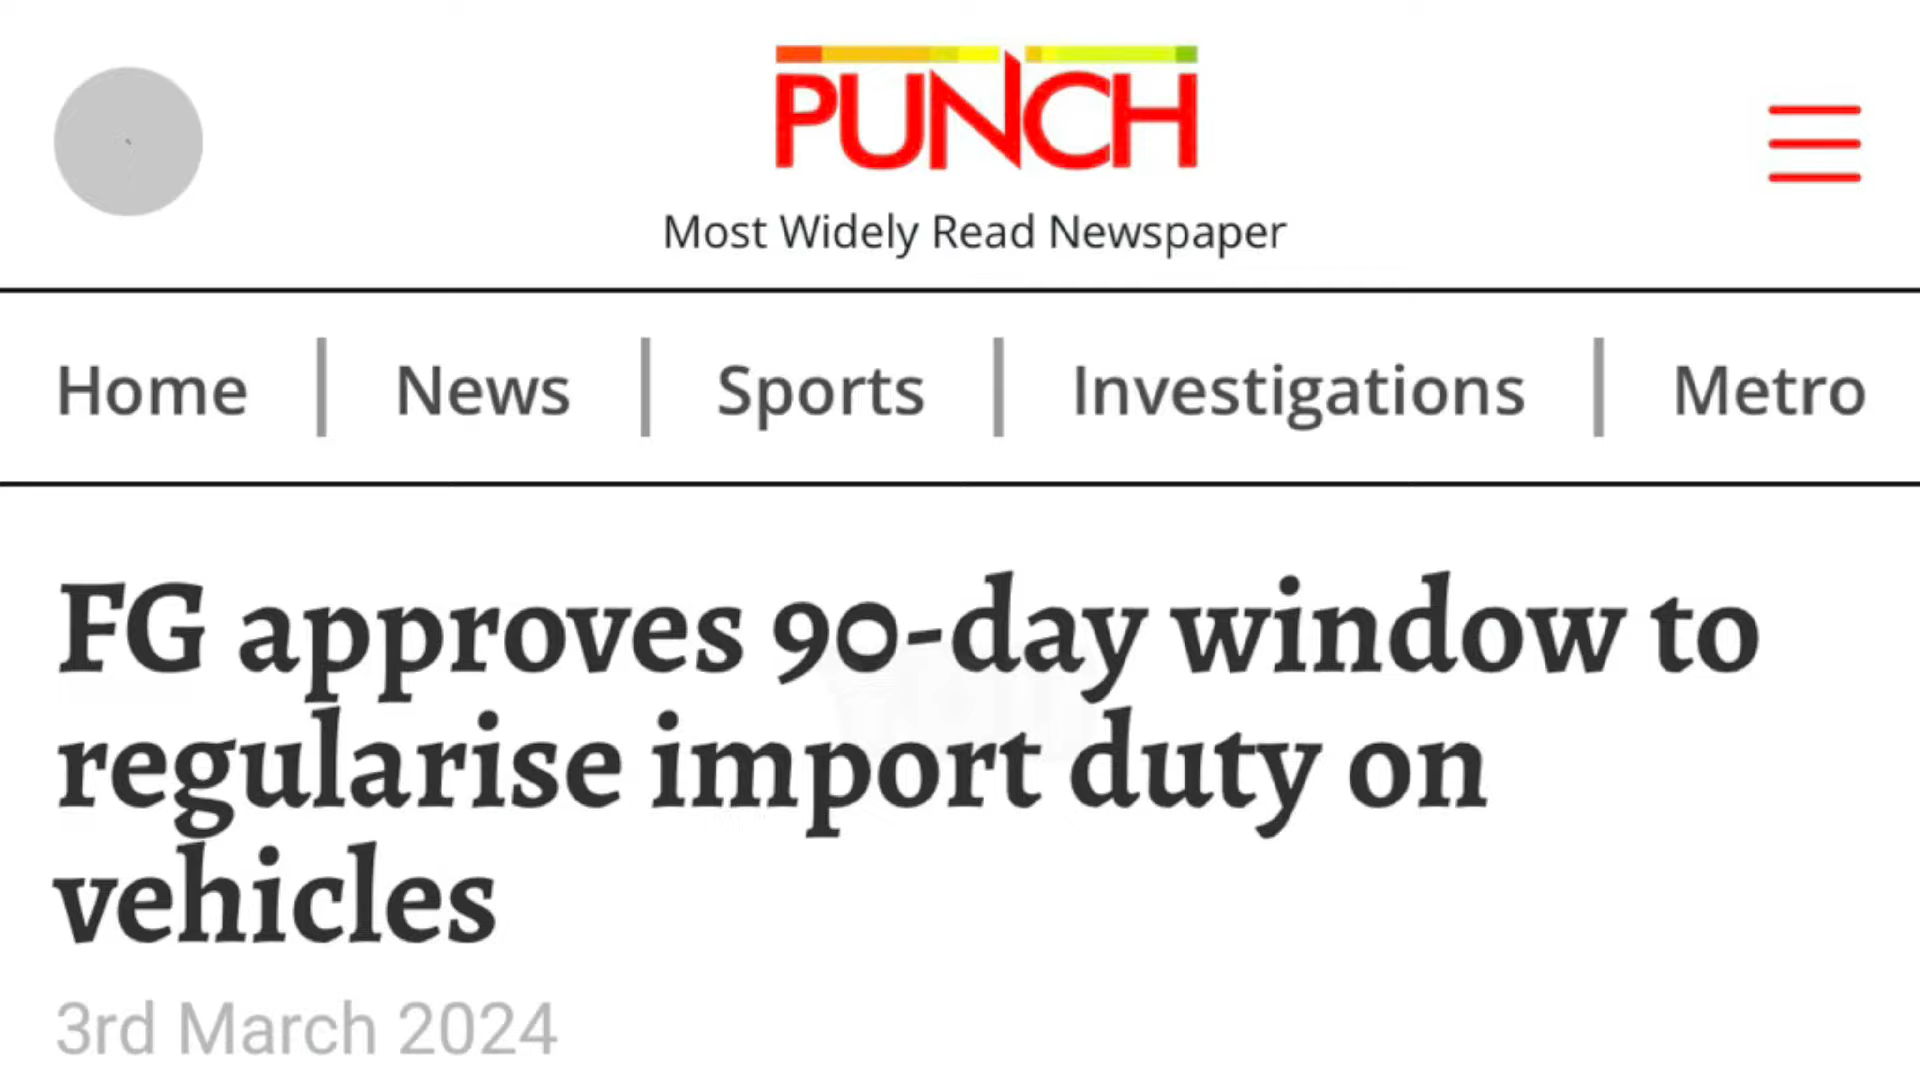 PUNCH
Most Widely Read Newspaper
Home | News | Sports | Investigations | Metro
FG approves 90-day window to
regularise import duty on
vehicles
3rd March 2024